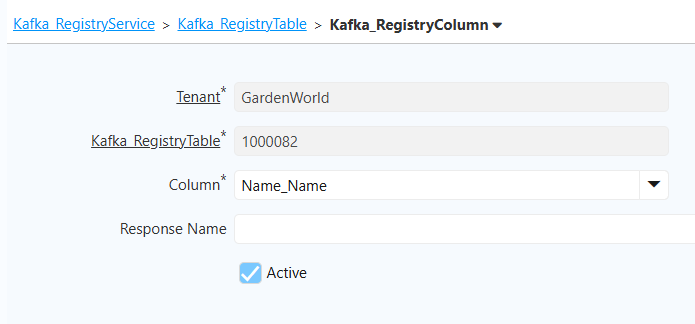 Kafka_RegistryService > Kafka_RegistryTable > Kafka_RegistryColumn
Tenant* GardenWorld
Kafka_RegistryTable* 1000082
Column* Name_Name
Response Name
Active